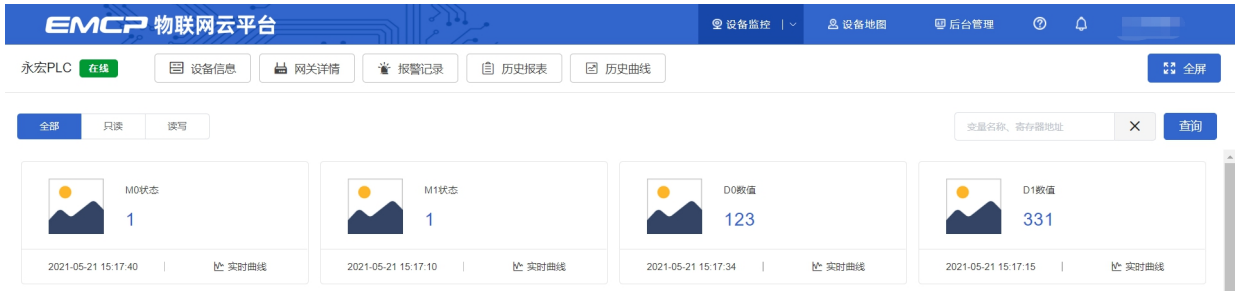 EMCP 物联网云平台 设备监控 设备地图 后台管理
永宏PLC 在线 设备信息 网关详情 报警记录 历史报表 历史曲线 全屏
全部 只读 读写 变量名称、寄存器地址 查询
M0状态 M1状态 D0数值 D1数值
1 1 123 331
2021-05-21 15:17:40 | 实时曲线 2021-05-21 15:17:10 | 实时曲线 2021-05-21 15:17:34 | 实时曲线 2021-05-21 15:17:15 | 实时曲线